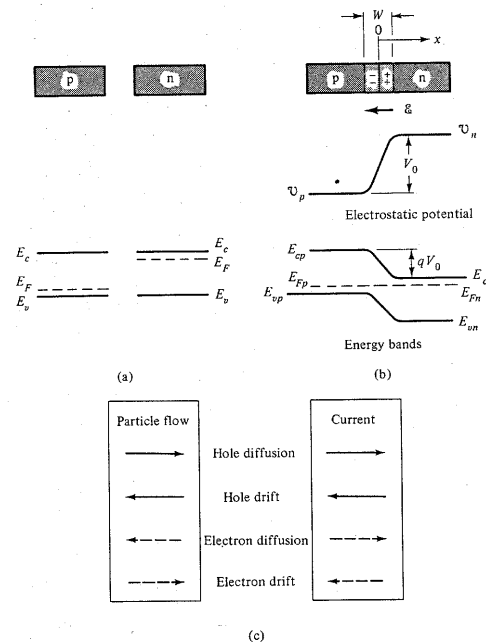 W
0
x
p
n
p
− −
+ +
n
ℰ
𝒱n
V0
𝒱p
Electrostatic potential
Ec
EF
Ev
Ec
EF
Ev
Ecp
qV0
EFp
Evp
EFn
Evn
Energy bands
(a)
(b)
Particle flow
Current
Hole diffusion
Hole drift
Electron diffusion
Electron drift
(c)